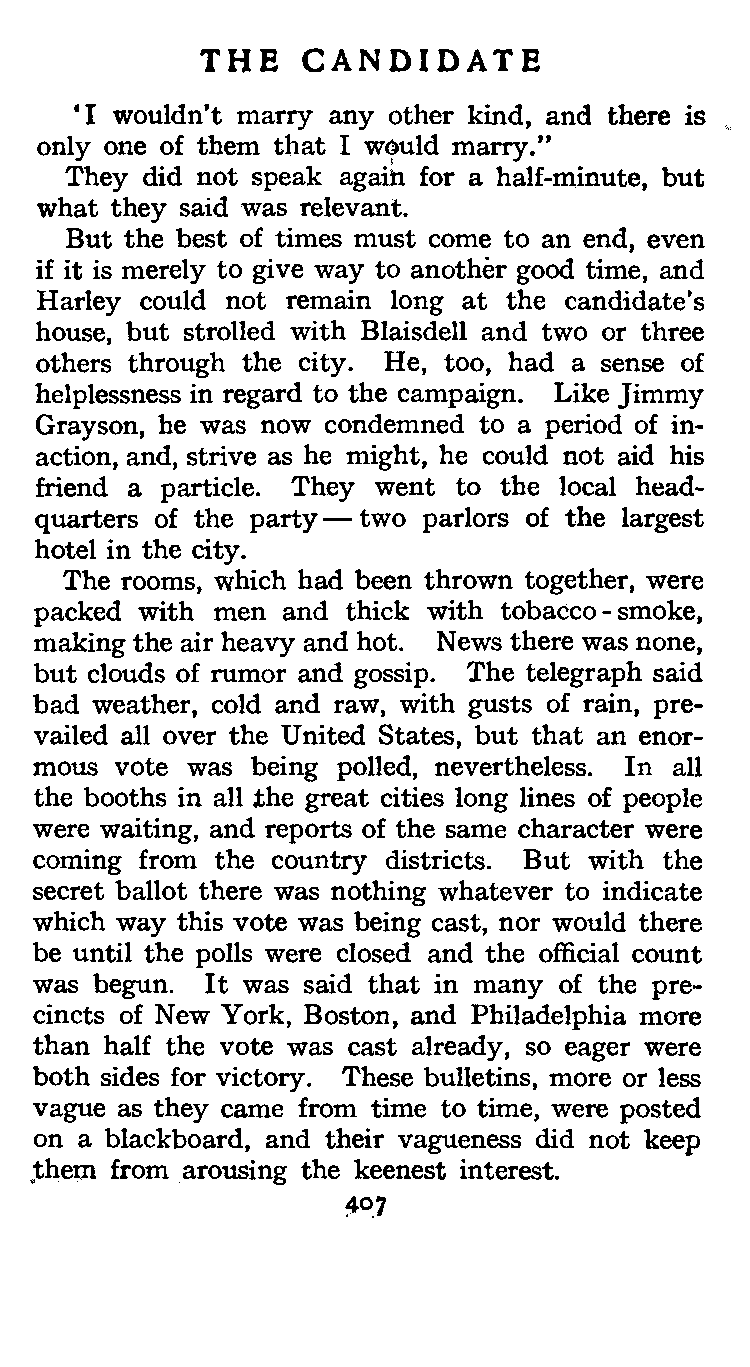 THE CANDIDATE
'I wouldn't marry any other kind, and there is
only one of them that I would marry."
They did not speak again for a half-minute, but
what they said was relevant.
But the best of times must come to an end, even
if it is merely to give way to another good time, and
Harley could not remain long at the candidate's
house, but strolled with Blaisdell and two or three
others through the city. He, too, had a sense of
helplessness in regard to the campaign. Like Jimmy
Grayson, he was now condemned to a period of in-
action, and, strive as he might, he could not aid his
friend a particle. They went to the local head-
quarters of the party—two parlors of the largest
hotel in the city.
The rooms, which had been thrown together, were
packed with men and thick with tobacco-smoke,
making the air heavy and hot. News there was none,
but clouds of rumor and gossip. The telegraph said
bad weather, cold and raw, with gusts of rain, pre-
vailed all over the United States, but that an enor-
mous vote was being polled, nevertheless. In all
the booths in all the great cities long lines of people
were waiting, and reports of the same character were
coming from the country districts. But with the
secret ballot there was nothing whatever to indicate
which way this vote was being cast, nor would there
be until the polls were closed and the official count
was begun. It was said that in many of the pre-
cincts of New York, Boston, and Philadelphia more
than half the vote was cast already, so eager were
both sides for victory. These bulletins, more or less
vague as they came from time to time, were posted
on a blackboard, and their vagueness did not keep
them from arousing the keenest interest.
407